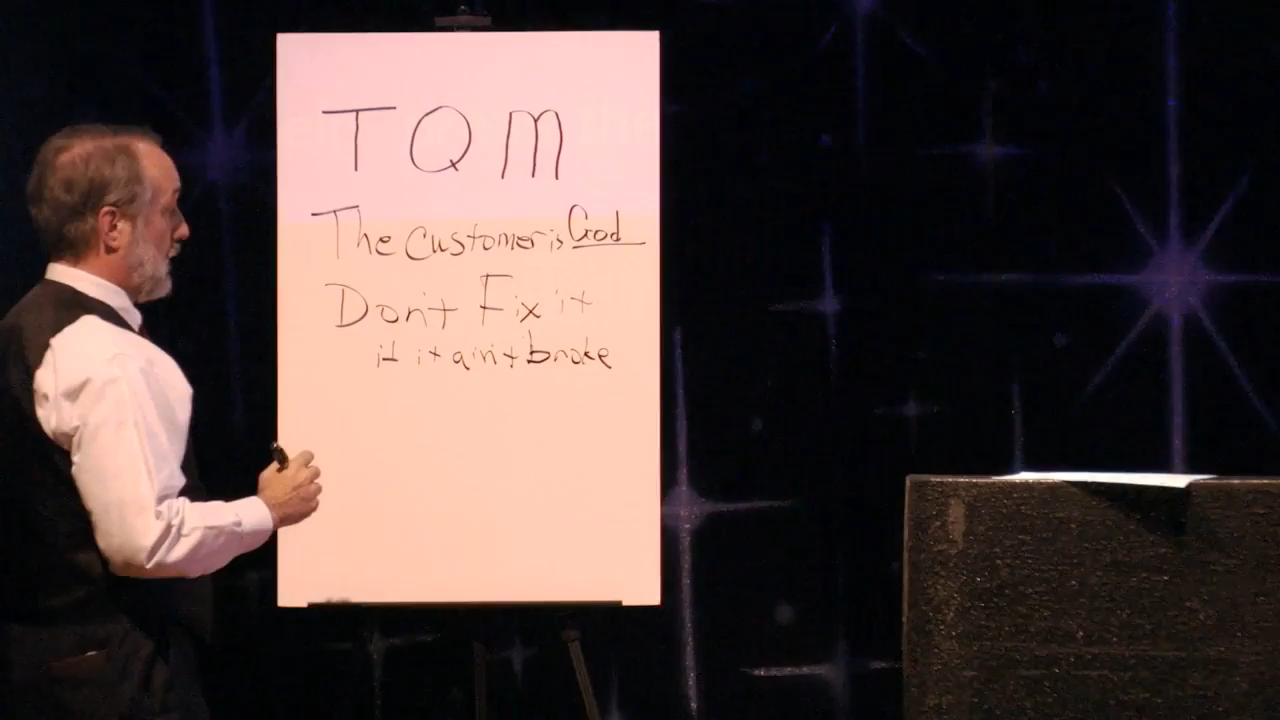 TQM
The customer is God
Don't Fix it
if it ain't broke